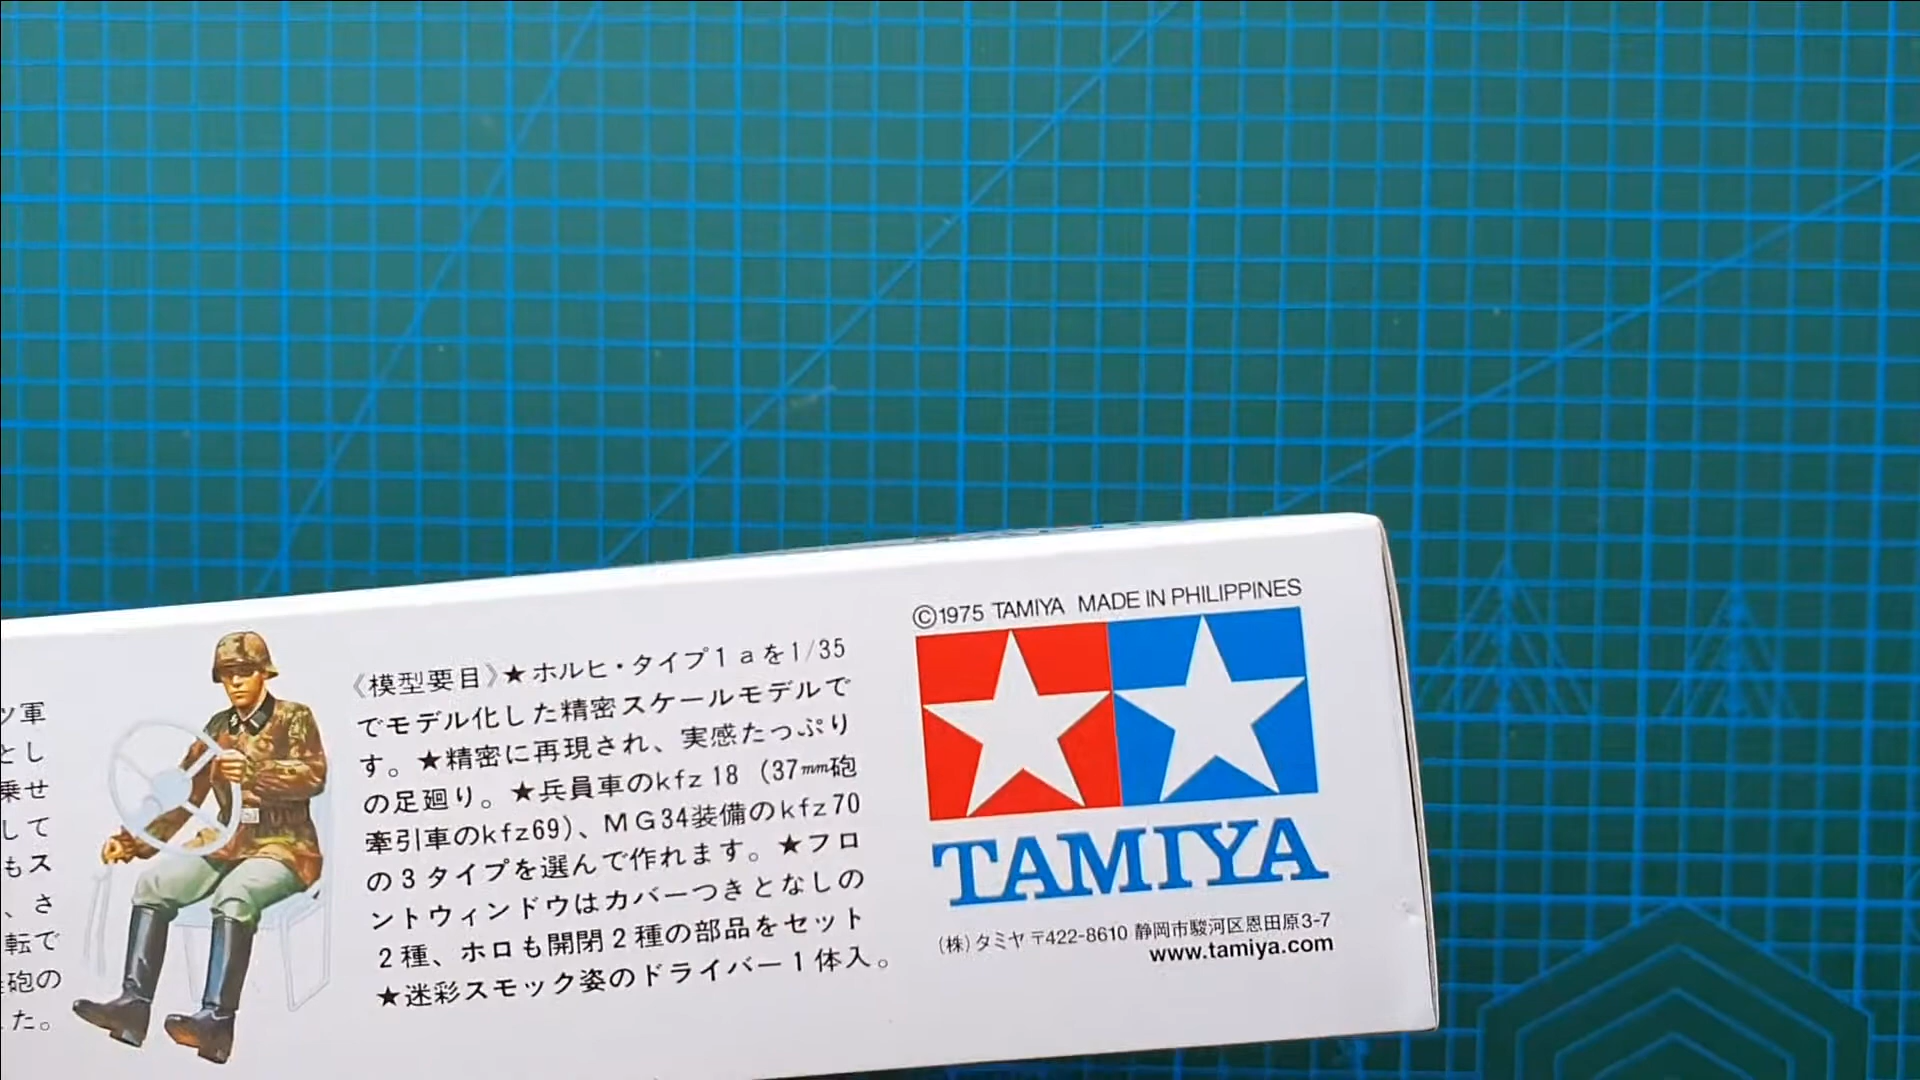 ツ軍
とし
乗せ
して
もス
、さ
転で
砲の
た。
《模型要目》★ホルヒ・タイプ1aを1/35
でモデル化した精密スケールモデルで
す。★精密に再現され、実感たっぷり
の足廻り。★兵員車のkfz18（37㎜砲
牽引車のkfz69）、MG34装備のkfz70
の3タイプを選んで作れます。★フロ
ントウィンドウはカバーつきとなしの
2種、ホロも開閉2種の部品をセット
★迷彩スモック姿のドライバー1体入。
©1975 TAMIYA MADE IN PHILIPPINES
TAMIYA
(株)タミヤ 〒422-8610 静岡市駿河区恩田原3-7
www.tamiya.com